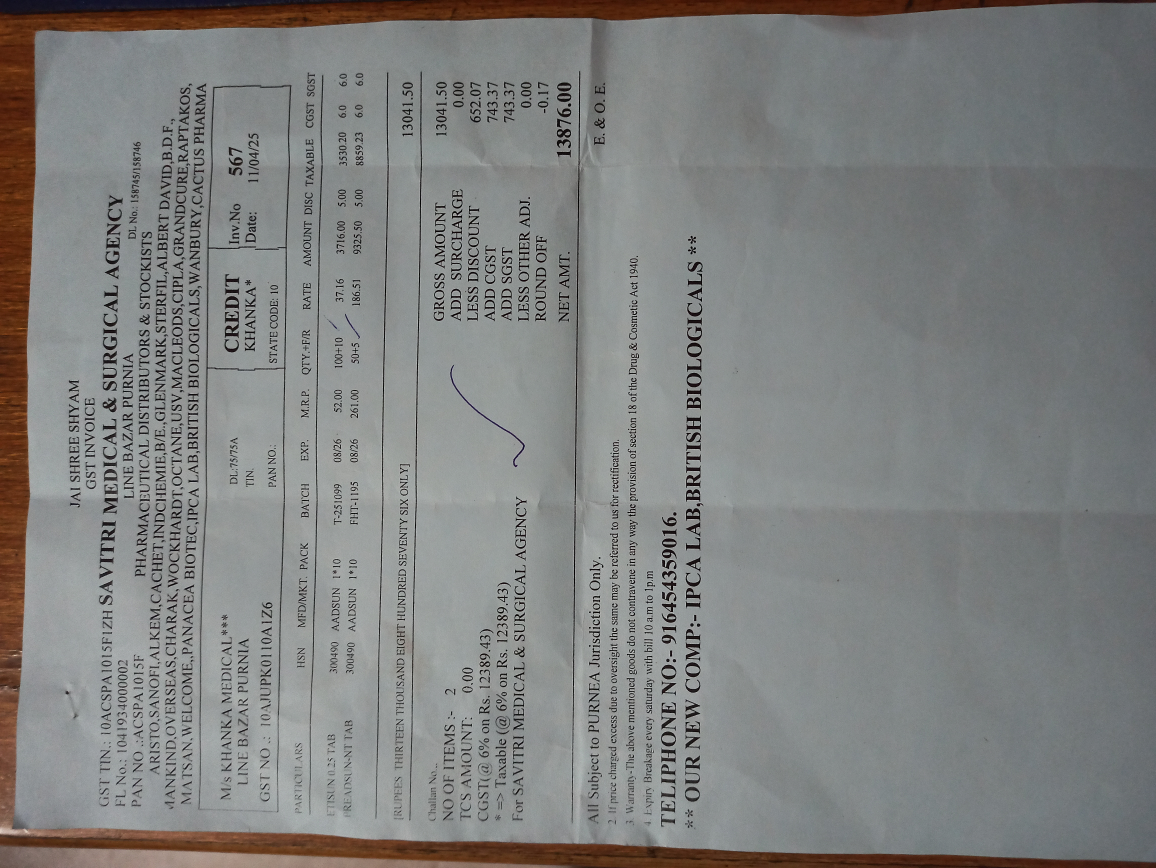 JAI SHREE SHYAM
GST INVOICE
GST TIN.: 10ACSPA1015F1ZH SAVITRI MEDICAL & SURGICAL AGENCY
FL No.: 10419340000002 LINE BAZAR PURNIA DL No.: 158745/158746
PAN NO .:ACSPA1015F PHARMACEUTICAL DISTRIBUTORS & STOCKISTS
ARISTO,SANOFI,ALKEM,CACHET,INDCHEMIE,B/E.,GLENMARK,STERFIL,ALBERT DAVID,B.D.F.,
MANKIND,OVERSEAS,CHARAK,WOCKHARDT,OCTANE,USV,MACLEODS,CIPLA,GRANDCURE,RAPTAKOS,
MATSAN,WELCOME,,PANACEA BIOTEC,IPCA LAB,BRITISH BIOLOGICALS,WANBURY,CACTUS PHARMA
M/s KHANKA MEDICAL*** DL:75/75A CREDIT Inv.No 567
LINE BAZAR PURNIA TIN. KHANKA* Date: 11/04/25
GST NO .: 10AJUPK0110A1Z6 PAN NO.: STATE CODE: 10
PARTICULARS HSN MFD/MKT. PACK BATCH EXP. M.R.P. QTY.+F/R RATE AMOUNT DISC TAXABLE CGST SGST
ETISUN 0.25 TAB 300490 AADSUN 1*10 T-251099 08/26 52.00 100+10 37.16 3716.00 5.00 3530.20 6.0 6.0
READSUN-NT TAB 300490 AADSUN 1*10 FHT-1195 08/26 261.00 50+5 186.51 9325.50 5.00 8859.23 6.0 6.0
[RUPEES THIRTEEN THOUSAND EIGHT HUNDRED SEVENTY SIX ONLY] 13041.50
Challan No...
NO OF ITEMS :- 2 GROSS AMOUNT 13041.50
TCS AMOUNT: 0.00 ADD SURCHARGE 0.00
CGST(@ 6% on Rs. 12389.43) LESS DISCOUNT 652.07
* => Taxable (@ 6% on Rs. 12389.43) ADD CGST 743.37
For SAVITRI MEDICAL & SURGICAL AGENCY ADD SGST 743.37
LESS OTHER ADJ. 0.00
ROUND OFF -0.17
NET AMT. 13876.00
All Subject to PURNEA Jurisdiction Only. E. & O. E.
2. If price charged excess due to oversight the same may be referred to us for rectification.
3. Warranty-The above mentioned goods do not contravene in any way the provision of section 18 of the Drug & Cosmetic Act 1940.
4. Expiry Breakage every saturday with bill 10 a.m to 1p.m
TELIPHONE NO:- 916454359016.
** OUR NEW COMP:- IPCA LAB,BRITISH BIOLOGICALS **